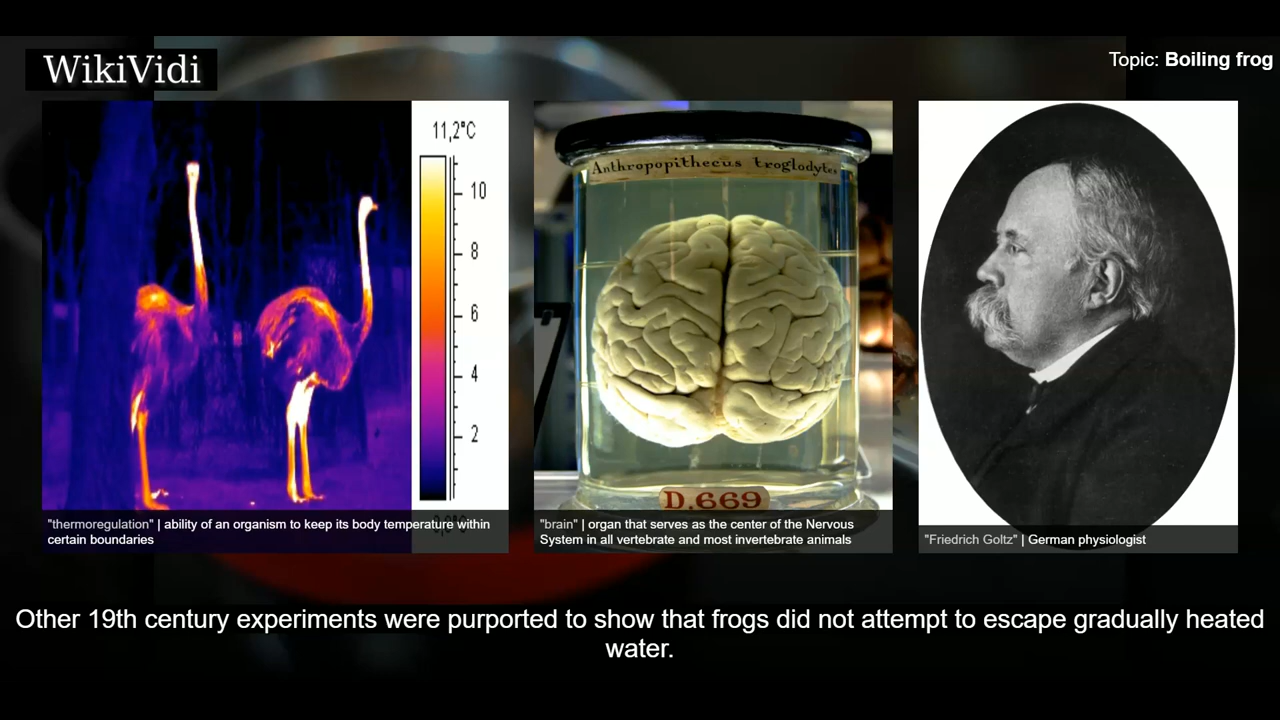 WikiVidi
Topic: Boiling frog
11,2°C
10
8
6
4
2
"thermoregulation" | ability of an organism to keep its body temperature within
certain boundaries
Anthropopithecus troglodytes
D.669
"brain" | organ that serves as the center of the Nervous
System in all vertebrate and most invertebrate animals
"Friedrich Goltz" | German physiologist
Other 19th century experiments were purported to show that frogs did not attempt to escape gradually heated
water.